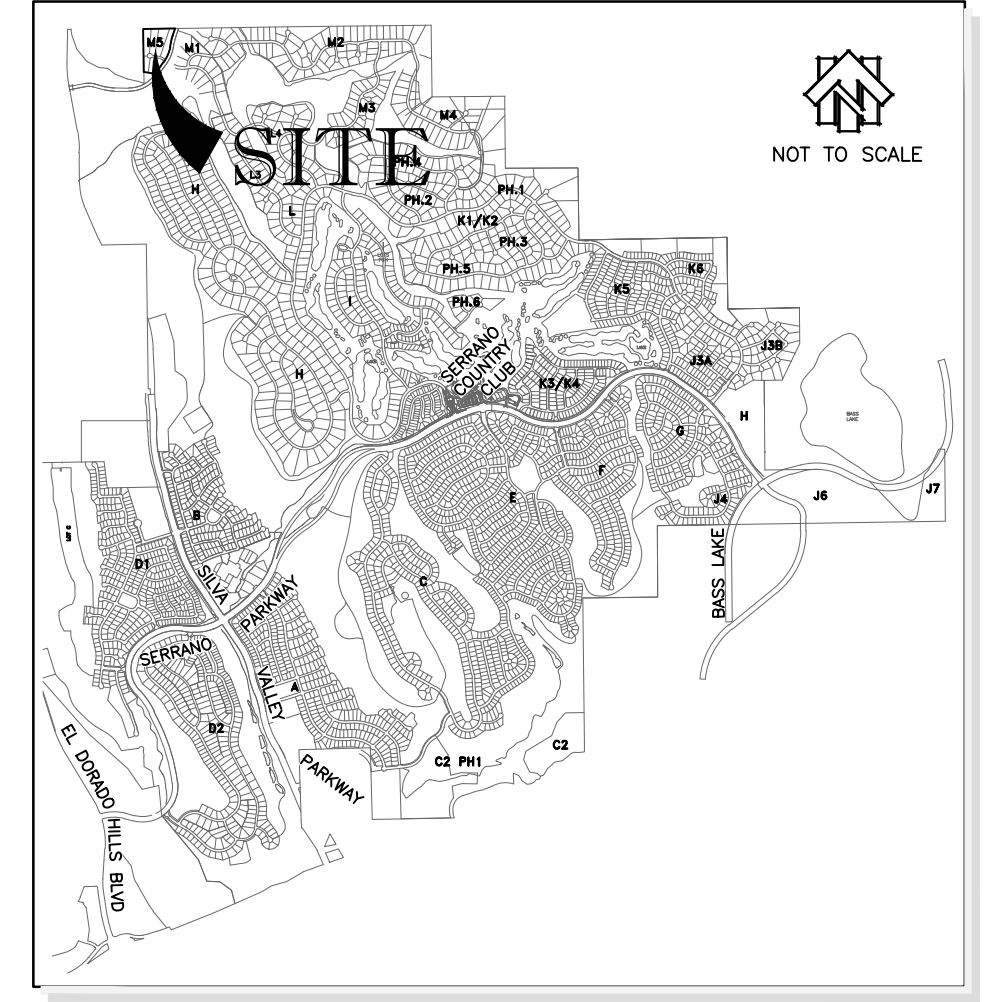 M5
M1
M2
M3
M4
L4
SITE
PH.4
L3
H
L
PH.2
PH.1
K1/K2
PH.3
PH.5
PH.6
I
K6
K5
NOT TO SCALE
LAKE
J3B
J3A
H
SERRANO
COUNTRY
CLUB
K3/K4
LAKE
BASS
LAKE
H
G
F
E
J4
J6
J7
B
D1
SILVA
PARKWAY
C
BASS LAKE
SERRANO
VALLEY
A
D2
C2
C2 PH1
PARKWAY
EL DORADO
HILLS BLVD